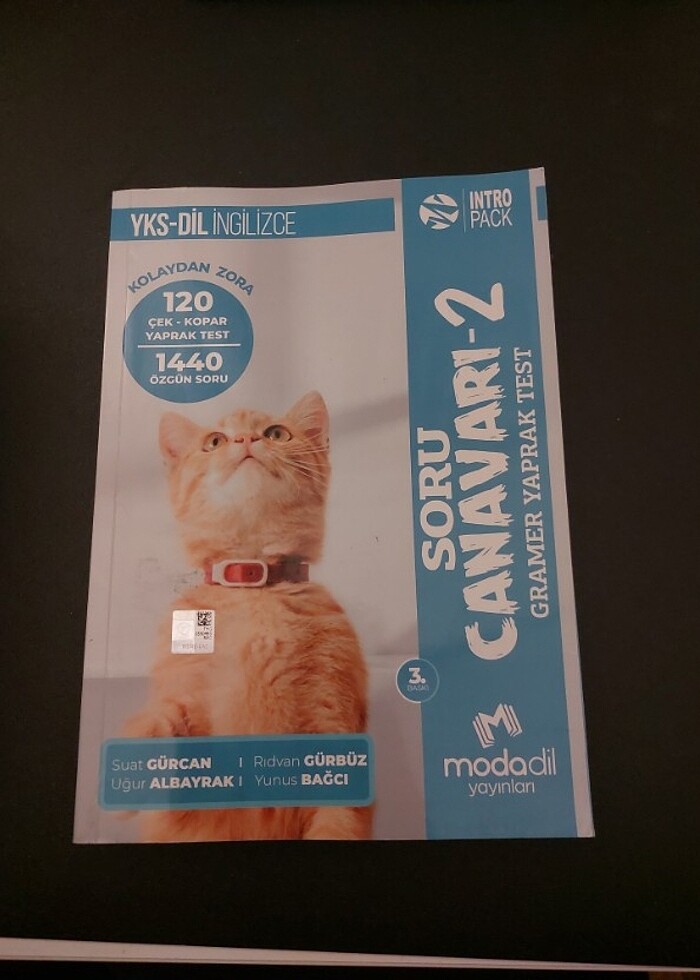 YKS-DİL İNGİLİZCE
INTRO
PACK
KOLAYDAN ZORA
120
ÇEK - KOPAR
YAPRAK TEST
1440
ÖZGÜN SORU
SORU
CANAVARI-2
GRAMER YAPRAK TEST
3.
BASKI
Suat GÜRCAN | Rıdvan GÜRBÜZ
Uğur ALBAYRAK | Yunus BAĞCI
modadil
yayınları